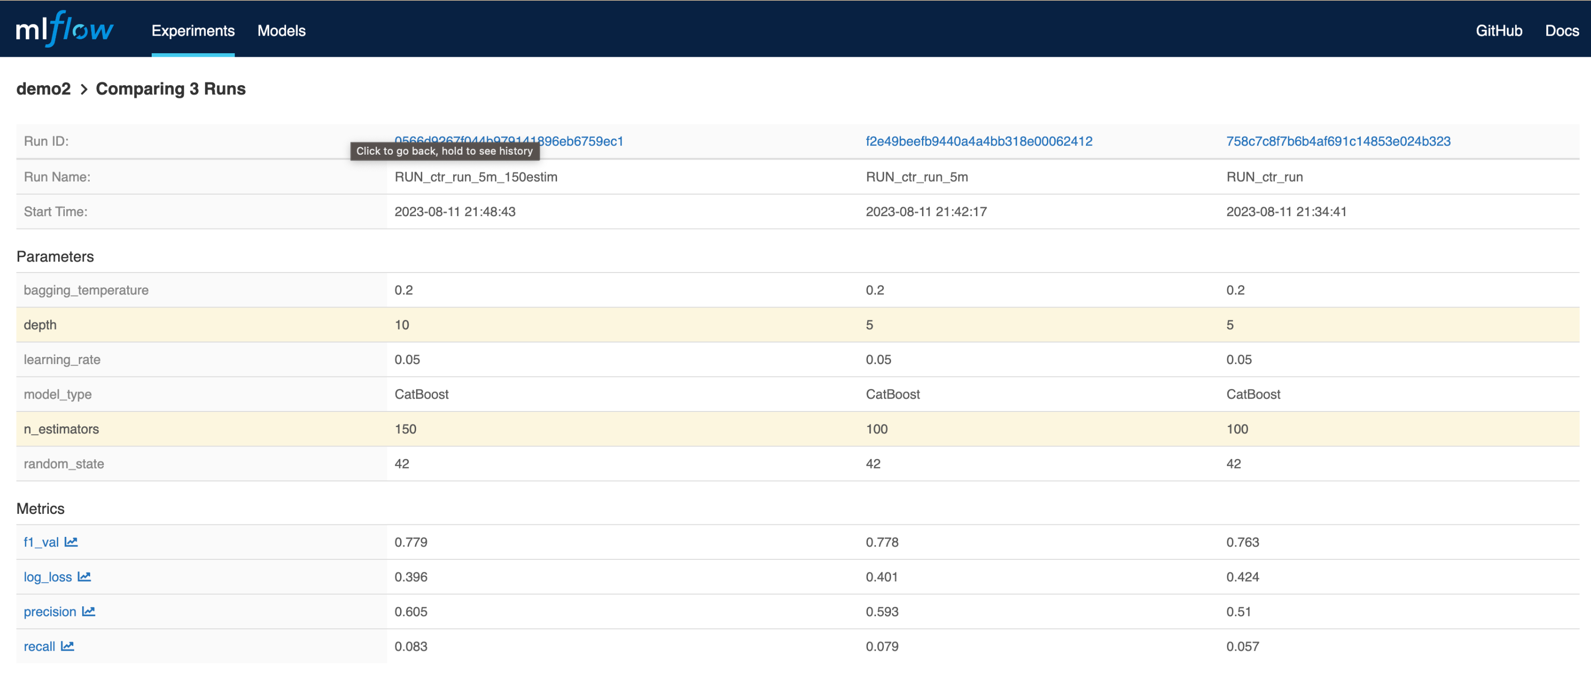 mlflow Experiments Models GitHub Docs
demo2 > Comparing 3 Runs
Run ID: 896eb6759ec1 f2e49beefb9440a4a4bb318e00062412 758c7c8f7b6b4af691c14853e024b323
Click to go back, hold to see history
Run Name: RUN_ctr_run_5m_150estim RUN_ctr_run_5m RUN_ctr_run
Start Time: 2023-08-11 21:48:43 2023-08-11 21:42:17 2023-08-11 21:34:41
Parameters
bagging_temperature 0.2 0.2 0.2
depth 10 5 5
learning_rate 0.05 0.05 0.05
model_type CatBoost CatBoost CatBoost
n_estimators 150 100 100
random_state 42 42 42
Metrics
f1_val 0.779 0.778 0.763
log_loss 0.396 0.401 0.424
precision 0.605 0.593 0.51
recall 0.083 0.079 0.057